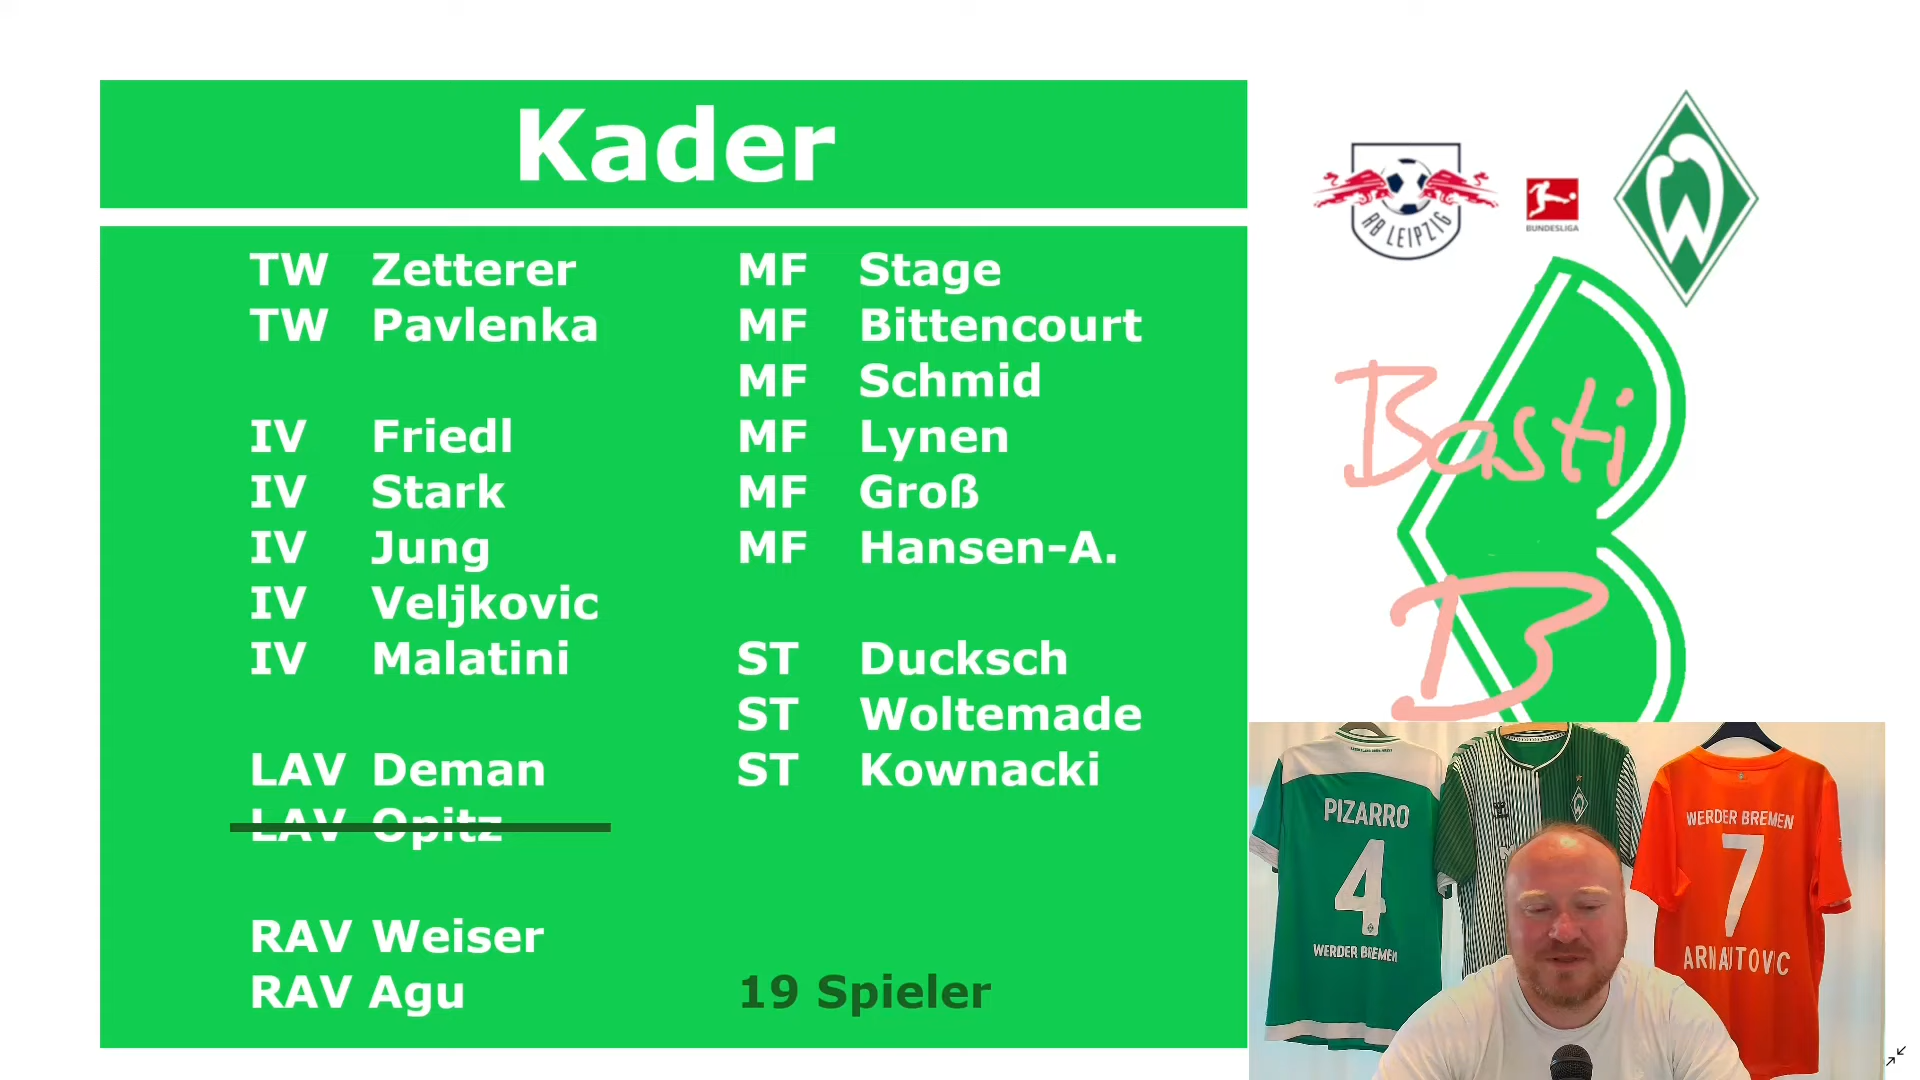 Kader
TW Zetterer
TW Pavlenka
IV Friedl
IV Stark
IV Jung
IV Veljkovic
IV Malatini
LAV Deman
LAV Opitz
RAV Weiser
RAV Agu
MF Stage
MF Bittencourt
MF Schmid
MF Lynen
MF Groß
MF Hansen-A.
ST Ducksch
ST Woltemade
ST Kownacki
19 Spieler
RB LEIPZIG
BUNDESLIGA
W
Basti
B
PIZARRO
4
WERDER BREMEN
WERDER BREMEN
7
ARNAUTOVIC